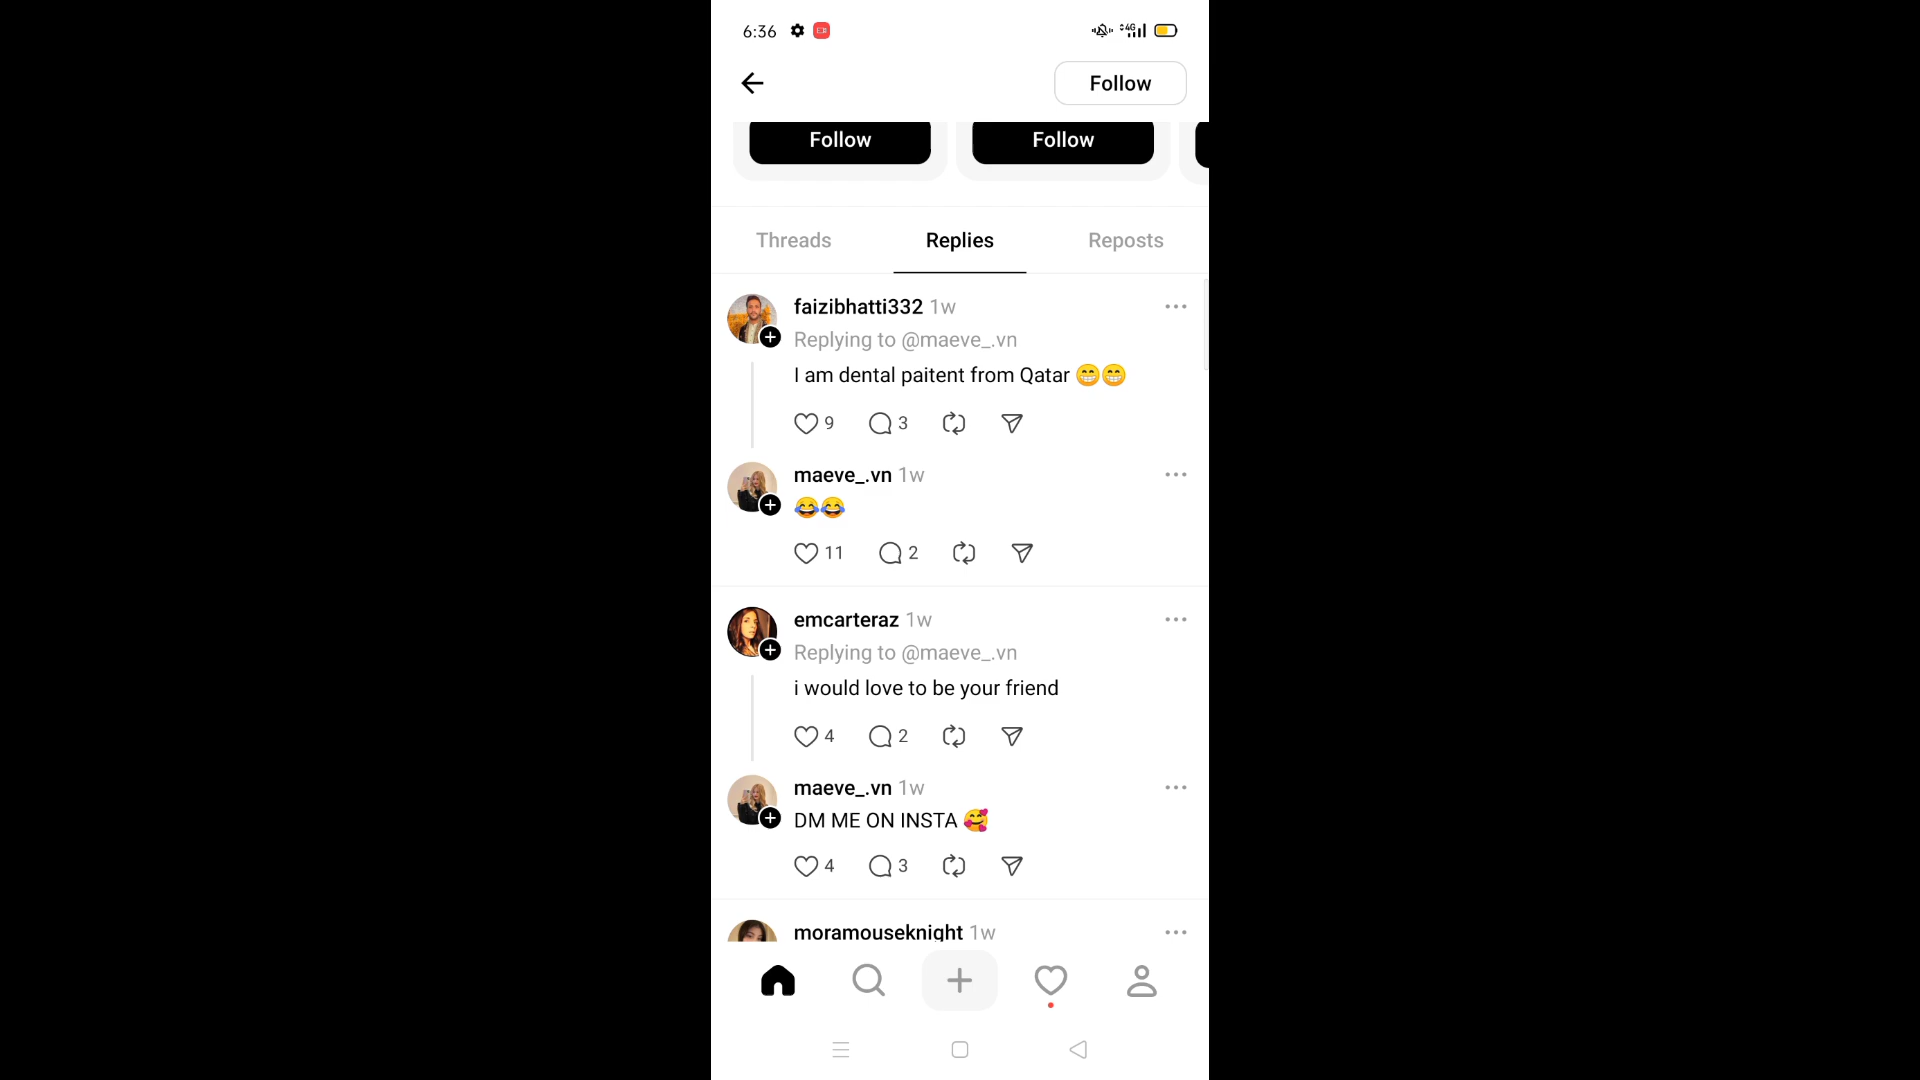 6:36 4G
Follow
Follow Follow
Threads Replies Reposts
faizibhatti332 1w
Replying to @maeve_.vn
I am dental paitent from Qatar 😁😁
9 3
maeve_.vn 1w
😂😂
11 2
emcarteraz 1w
Replying to @maeve_.vn
i would love to be your friend
4 2
maeve_.vn 1w
DM ME ON INSTA 🥰
4 3
moramouseknight 1w